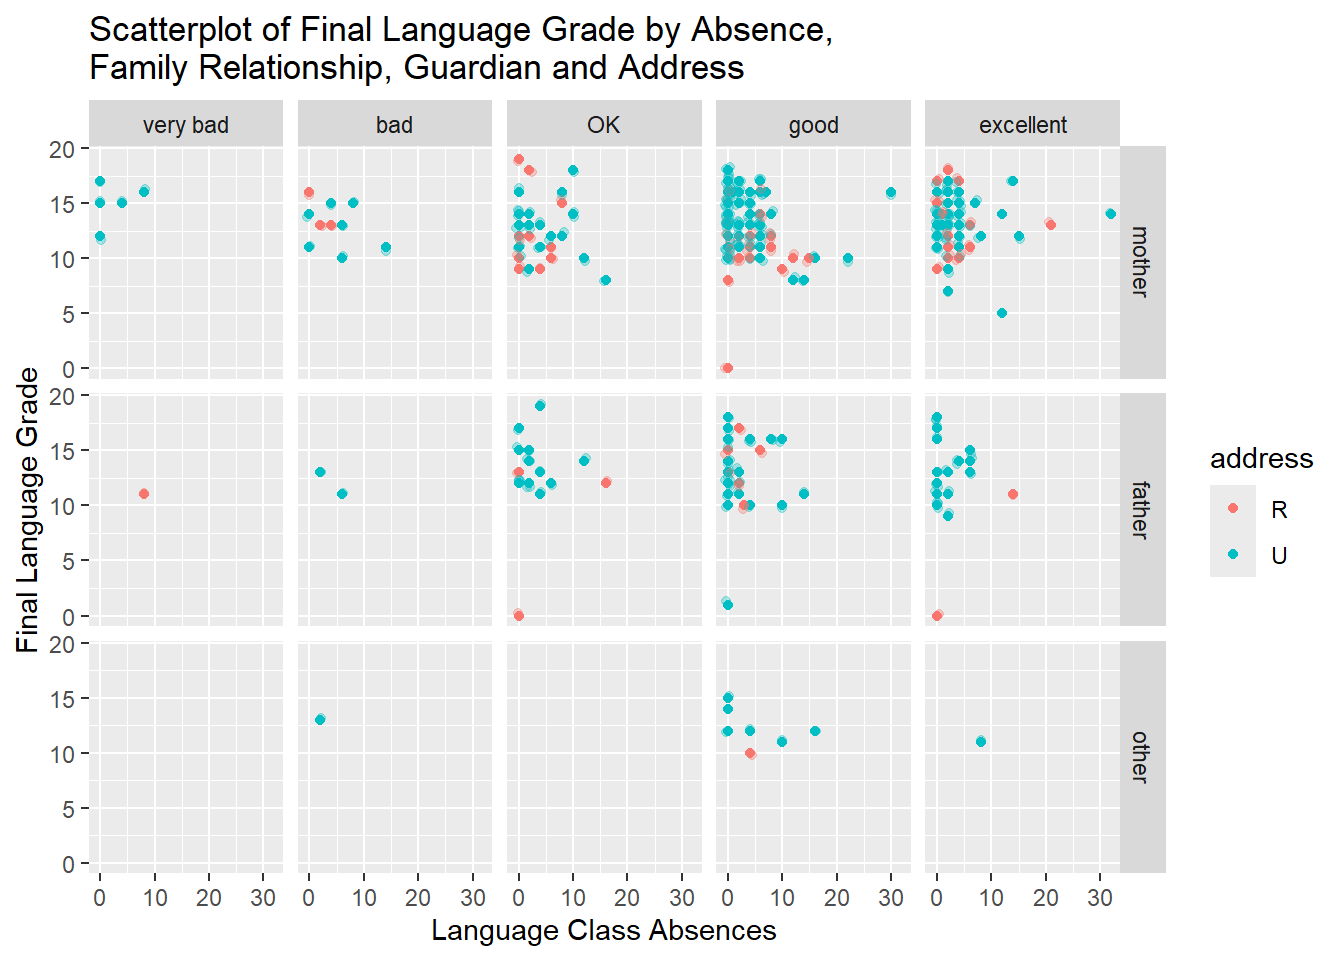 Scatterplot of Final Language Grade by Absence,
Family Relationship, Guardian and Address
very bad
bad
OK
good
excellent
20
15
10
5
0
mother
20
15
10
5
0
father
20
15
10
5
0
other
0 10 20 30
0 10 20 30
0 10 20 30
0 10 20 30
0 10 20 30
Final Language Grade
Language Class Absences
address
R
U